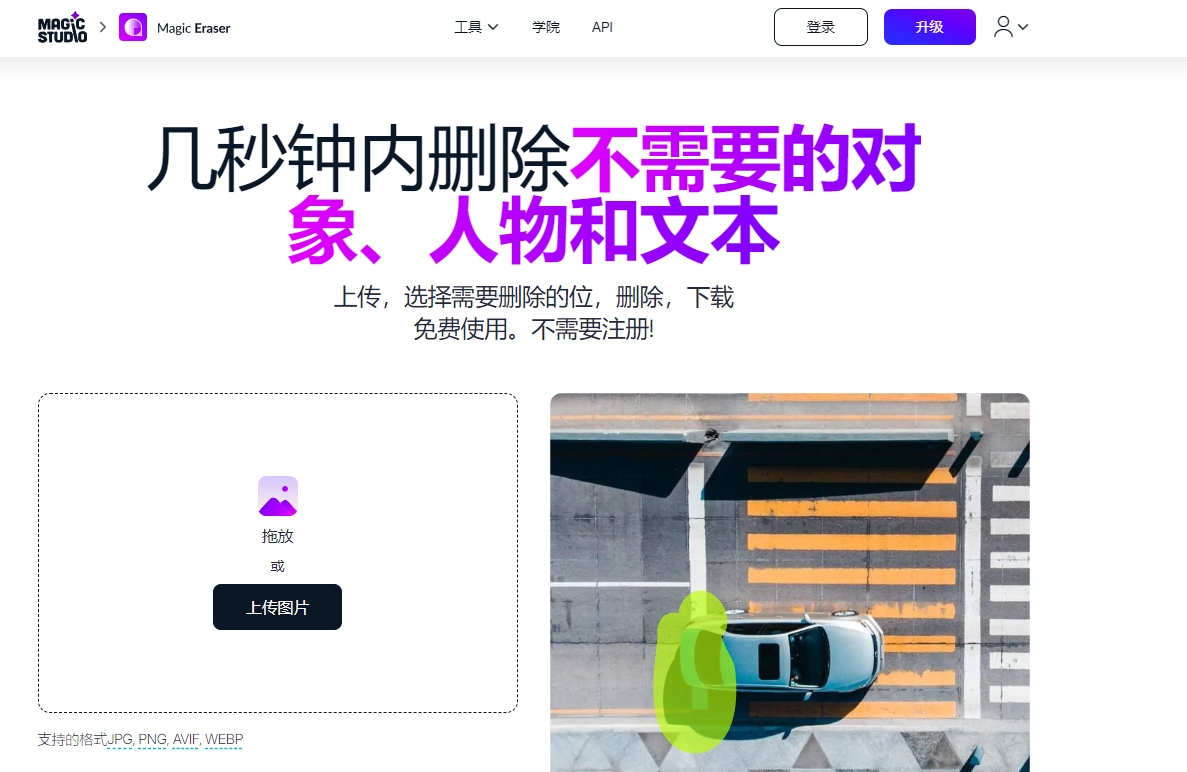 MAGiC STUDIO
Magic Eraser
工具
学院
API
登录
升级
几秒钟内删除不需要的对
象、人物和文本
上传，选择需要删除的位，删除，下载
免费使用。不需要注册!
拖放
或
上传图片
支持的格式JPG, PNG, AVIF, WEBP